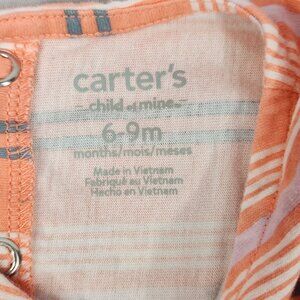 carter's
child of mine
6-9m
months/mois/meses
Made in Vietnam
Fabriqué au Vietnam
Hecho en Vietnam